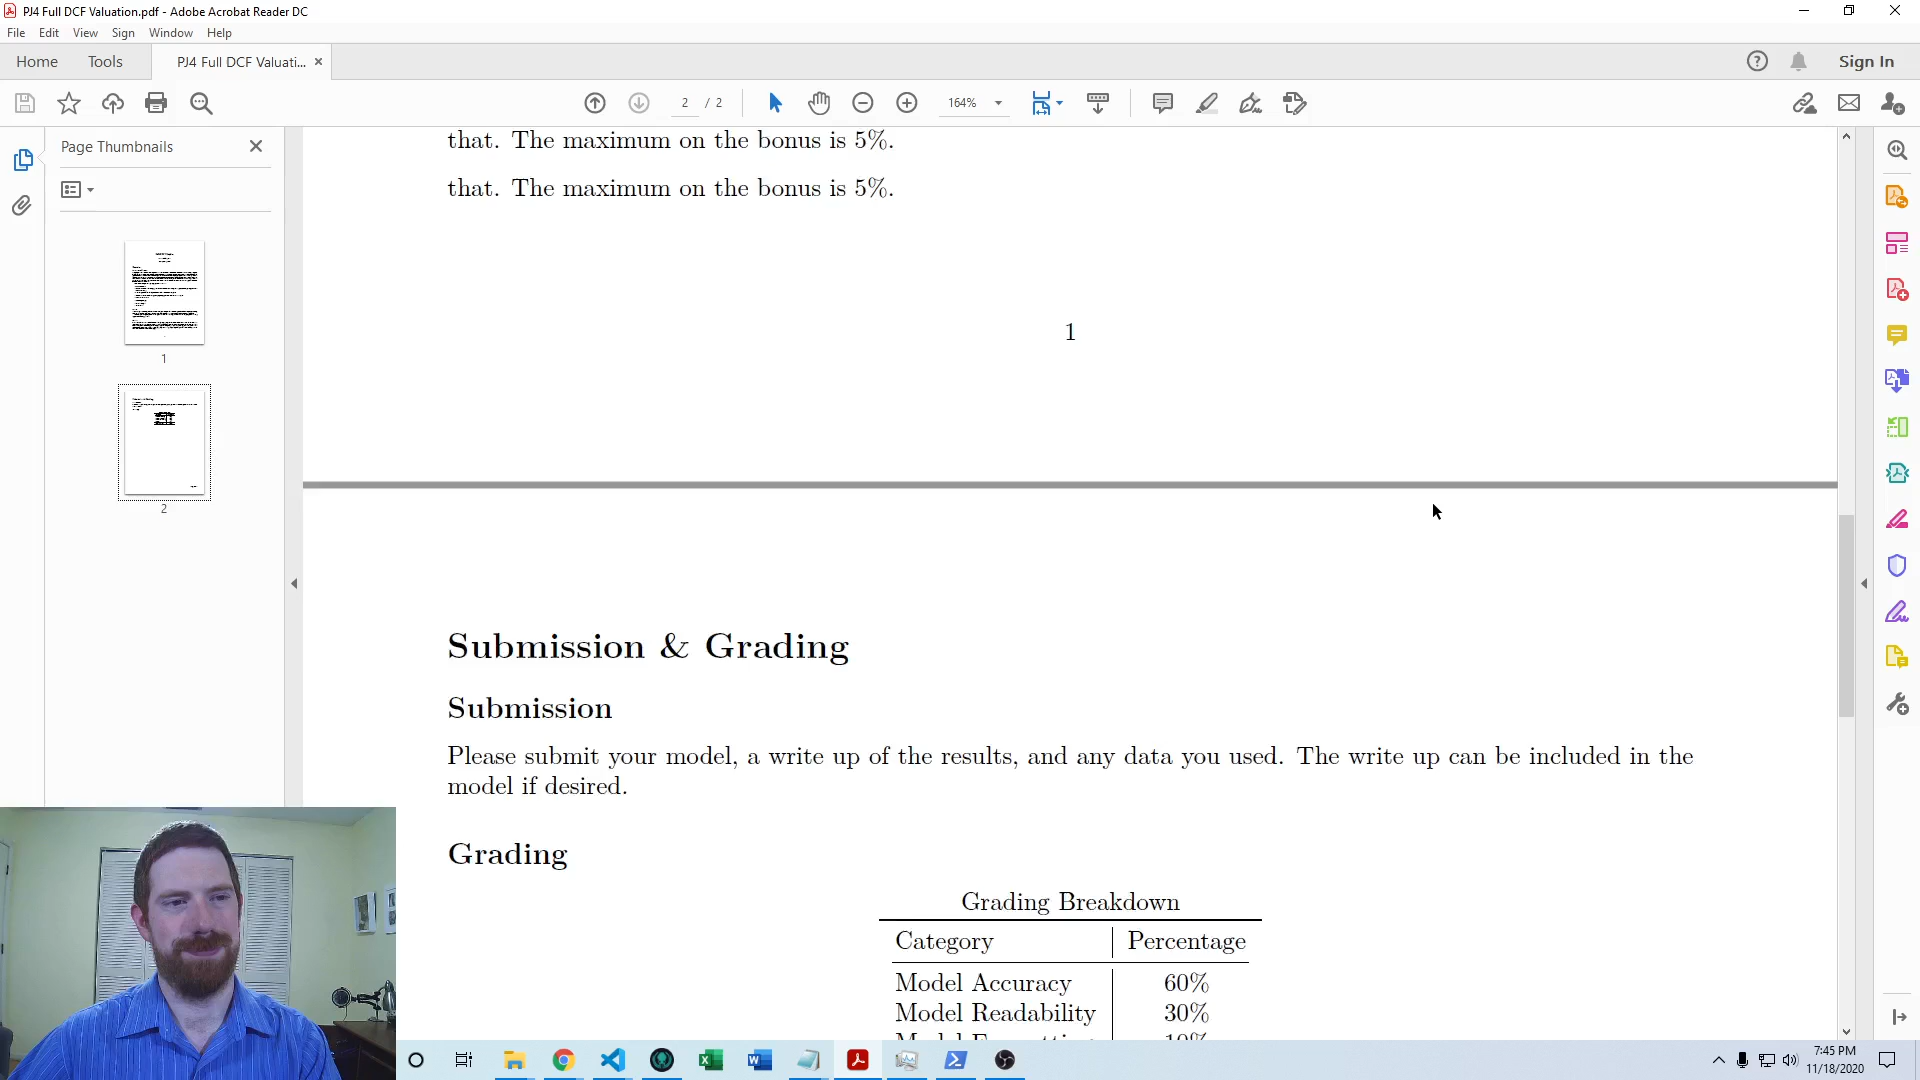 PJ4 Full DCF Valuation.pdf - Adobe Acrobat Reader DC
File Edit View Sign Window Help
Home Tools PJ4 Full DCF Valuati... × Sign In
2 / 2 164%
Page Thumbnails
1
2
that. The maximum on the bonus is 5%.
that. The maximum on the bonus is 5%.
1
Submission & Grading
Submission
Please submit your model, a write up of the results, and any data you used. The write up can be included in the
model if desired.
Grading
Grading Breakdown
Category Percentage
Model Accuracy 60%
Model Readability 30%
7:45 PM
11/18/2020